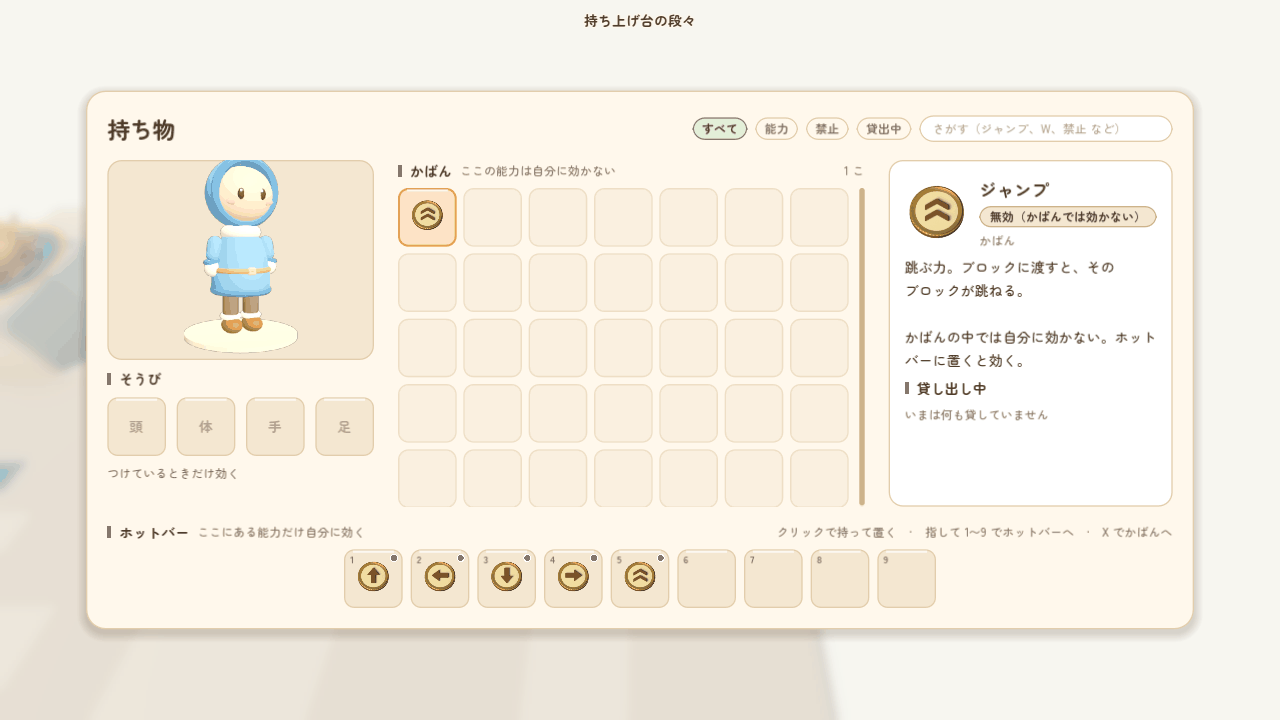 持ち上げ台の段々
持ち物
すべて
能力
禁止
貸出中
さがす（ジャンプ、W、禁止 など）
かばん ここの能力は自分に効かない
1 こ
ジャンプ
無効（かばんでは効かない）
かばん
跳ぶ力。ブロックに渡すと、その
ブロックが跳ねる。
かばんの中では自分に効かない。ホット
バーに置くと効く。
貸し出し中
いまは何も貸していません
そうび
頭
体
手
足
つけているときだけ効く
ホットバー ここにある能力だけ自分に効く
クリックで持って置く ・ 指して 1〜9 でホットバーへ ・ X でかばんへ
1
2
3
4
5
6
7
8
9